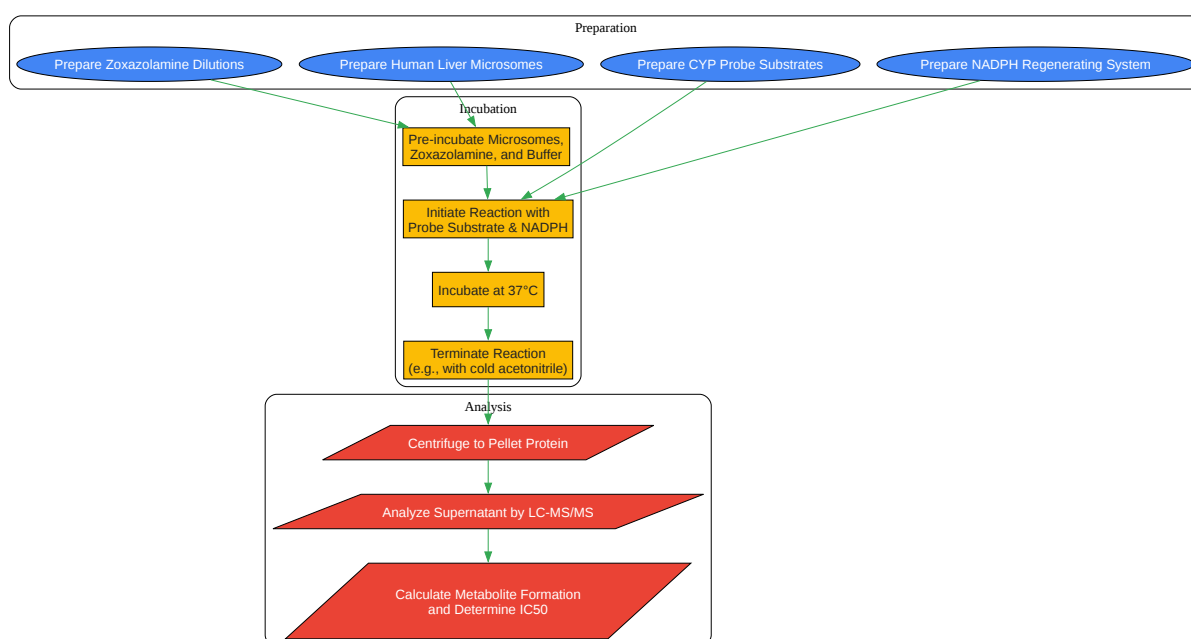 Preparation
Prepare Zoxazolamine Dilutions
Prepare Human Liver Microsomes
Prepare CYP Probe Substrates
Prepare NADPH Regenerating System
Incubation
Pre-incubate Microsomes,
Zoxazolamine, and Buffer
Initiate Reaction with
Probe Substrate & NADPH
Incubate at 37°C
Terminate Reaction
(e.g., with cold acetonitrile)
Analysis
Centrifuge to Pellet Protein
Analyze Supernatant by LC-MS/MS
Calculate Metabolite Formation
and Determine IC50